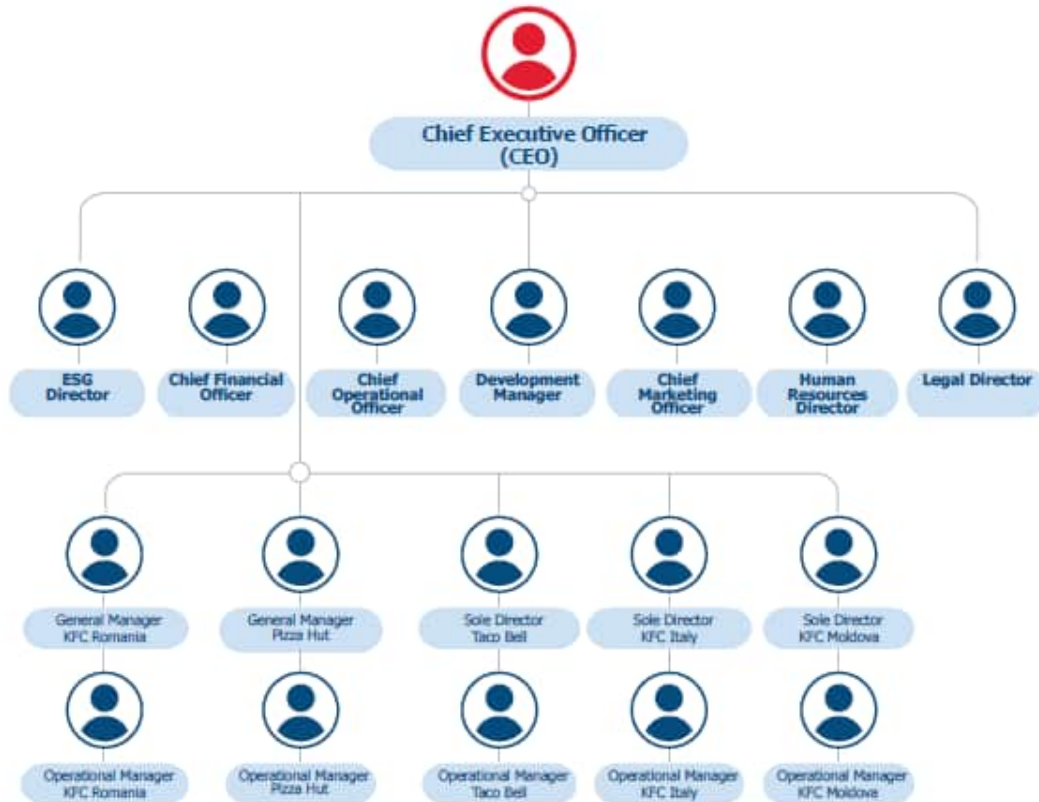 Chief Executive Officer
(CEO)
ESG
Director
Chief Financial
Officer
Chief
Operational
Officer
Development
Manager
Chief
Marketing
Officer
Human
Resources
Director
Legal Director
General Manager
KFC Romania
General Manager
Pizza Hut
Sole Director
Taco Bell
Sole Director
KFC Italy
Sole Director
KFC Moldova
Operational Manager
KFC Romania
Operational Manager
Pizza Hut
Operational Manager
Taco Bell
Operational Manager
KFC Italy
Operational Manager
KFC Moldova